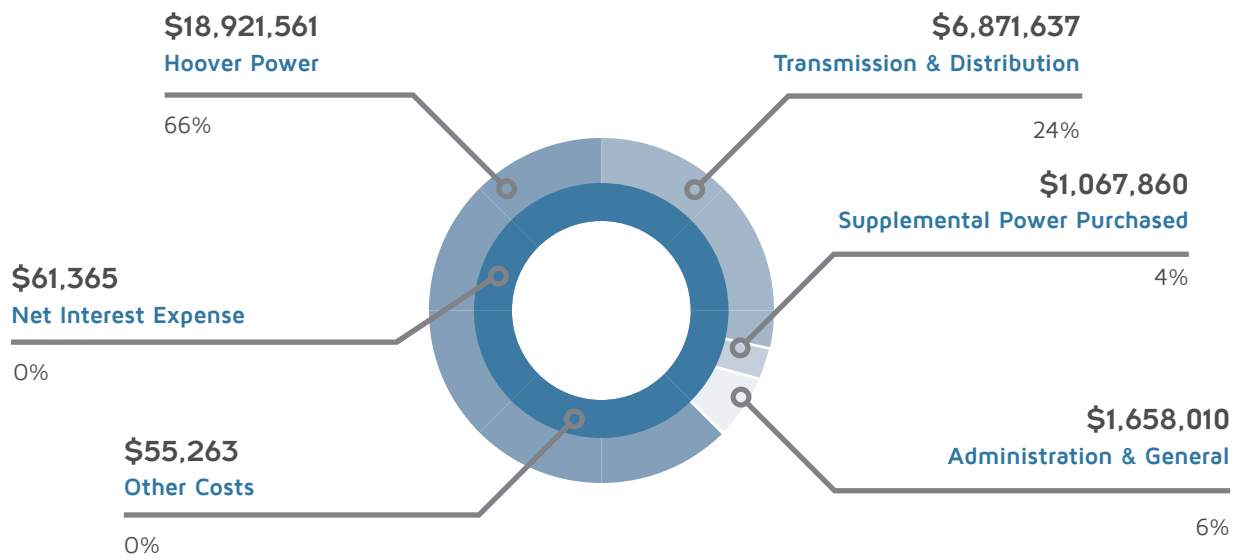 $18,921,561
Hoover Power
66%
$6,871,637
Transmission & Distribution
24%
$1,067,860
Supplemental Power Purchased
4%
$61,365
Net Interest Expense
0%
$1,658,010
Administration & General
6%
$55,263
Other Costs
0%